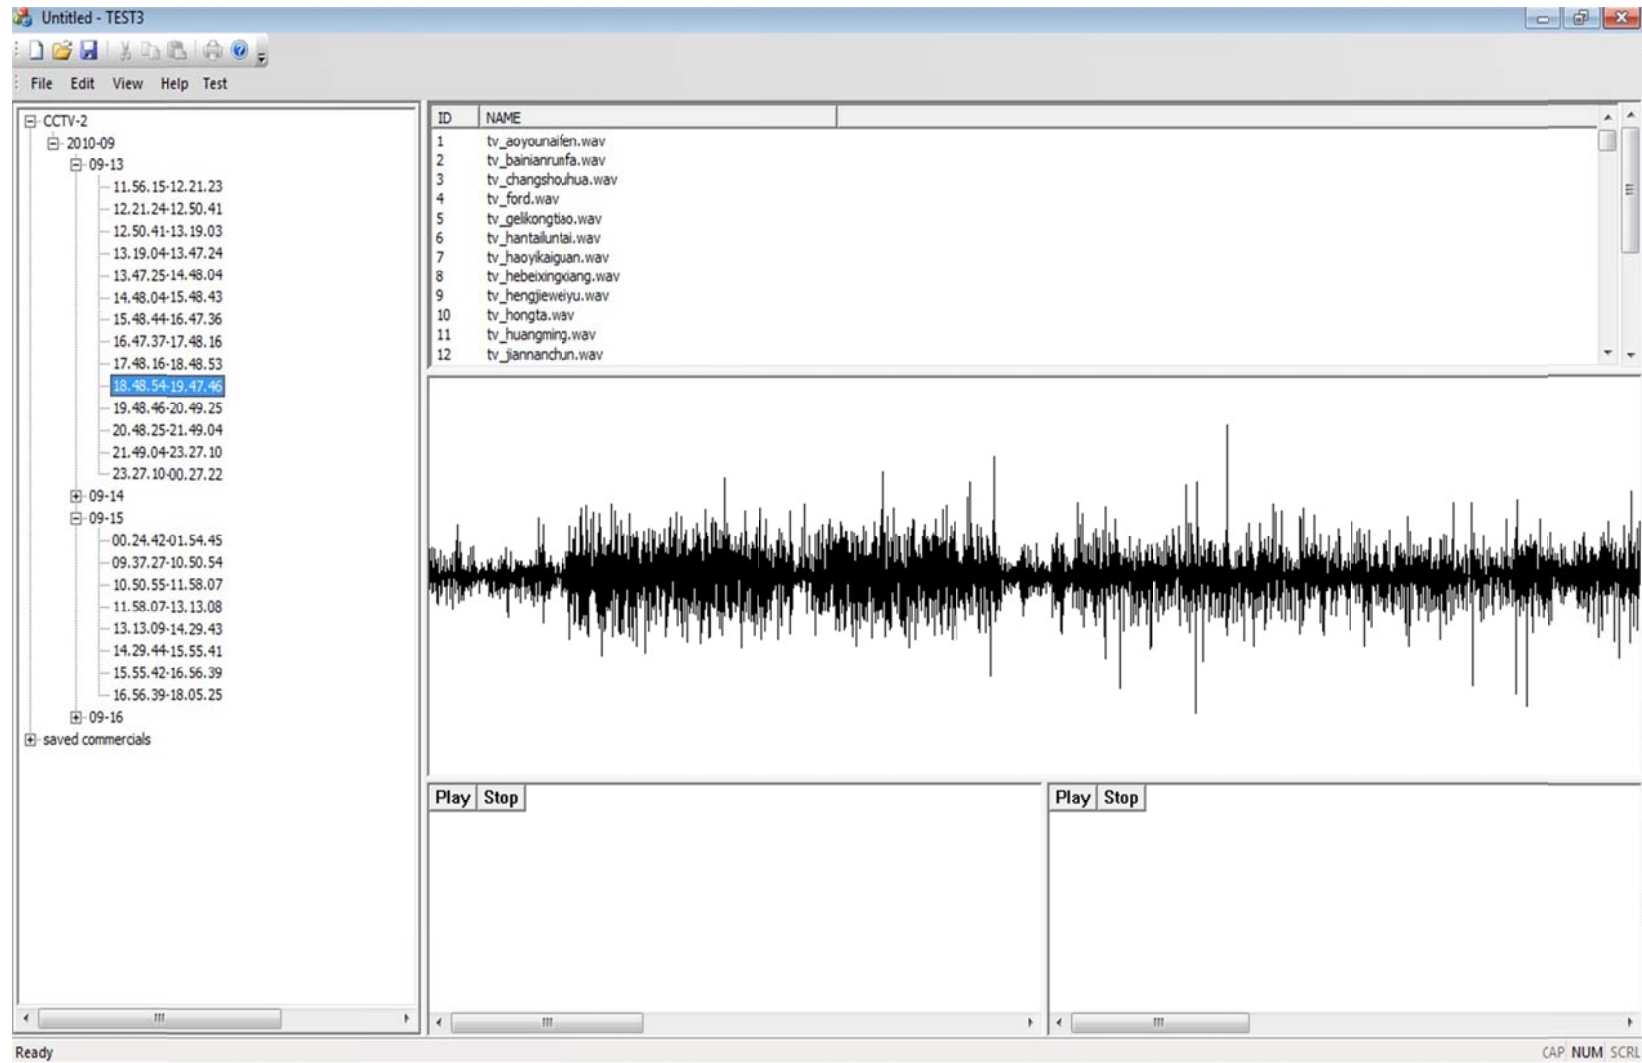 Untitled - TEST3
File Edit View Help Test
CCTV-2
2010-09
09-13
11.56.15-12.21.23
12.21.24-12.50.41
12.50.41-13.19.03
13.19.04-13.47.24
13.47.25-14.48.04
14.48.04-15.48.43
15.48.44-16.47.36
16.47.37-17.48.16
17.48.16-18.48.53
18.48.54-19.47.46
19.48.46-20.49.25
20.48.25-21.49.04
21.49.04-23.27.10
23.27.10-00.27.22
09-14
09-15
00.24.42-01.54.45
09.37.27-10.50.54
10.50.55-11.58.07
11.58.07-13.13.08
13.13.09-14.29.43
14.29.44-15.55.41
15.55.42-16.56.39
16.56.39-18.05.25
09-16
saved commercials
ID NAME
1 tv_aoyounaifen.wav
2 tv_bainianrunfa.wav
3 tv_changshouhua.wav
4 tv_ford.wav
5 tv_gelikongtiao.wav
6 tv_hantailuntai.wav
7 tv_haoyikaiguan.wav
8 tv_hebeixingxiang.wav
9 tv_hengjieweiyu.wav
10 tv_hongta.wav
11 tv_huangming.wav
12 tv_jiannanchun.wav
Play Stop
Play Stop
Ready
CAP NUM SCRL